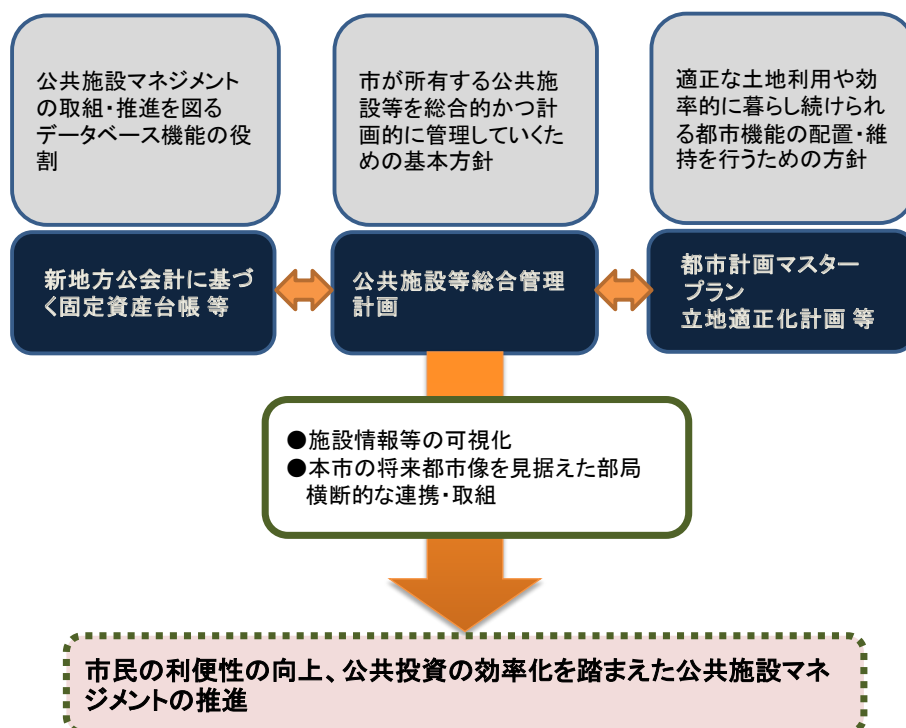 公共施設マネジメント
の取組・推進を図る
データベース機能の役
割
市が所有する公共施
設等を総合的かつ計
画的に管理していくた
めの基本方針
適正な土地利用や効
率的に暮らし続けられ
る都市機能の配置・維
持を行うための方針
新地方公会計に基づ
く固定資産台帳 等
公共施設等総合管理
計画
都市計画マスター
プラン
立地適正化計画 等
●施設情報等の可視化
●本市の将来都市像を見据えた部局
横断的な連携・取組
市民の利便性の向上、公共投資の効率化を踏まえた公共施設マネ
ジメントの推進